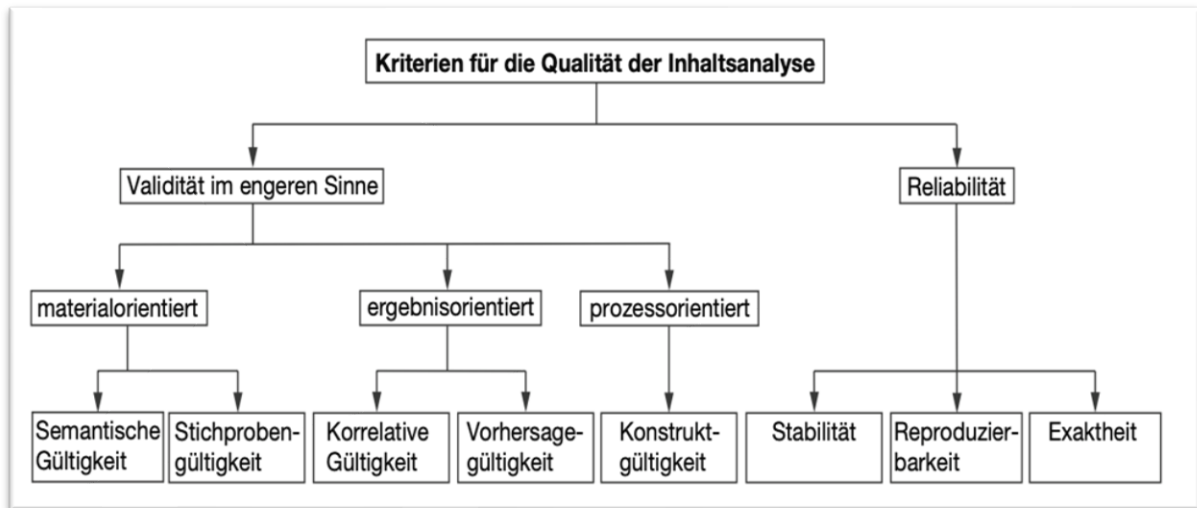 Kriterien für die Qualität der Inhaltsanalyse
Validität im engeren Sinne
Reliabilität
materialorientiert
ergebnisorientiert
prozessorientiert
Semantische
Gültigkeit
Stichproben-
gültigkeit
Korrelative
Gültigkeit
Vorhersage-
gültigkeit
Konstrukt-
gültigkeit
Stabilität
Reproduzier-
barkeit
Exaktheit